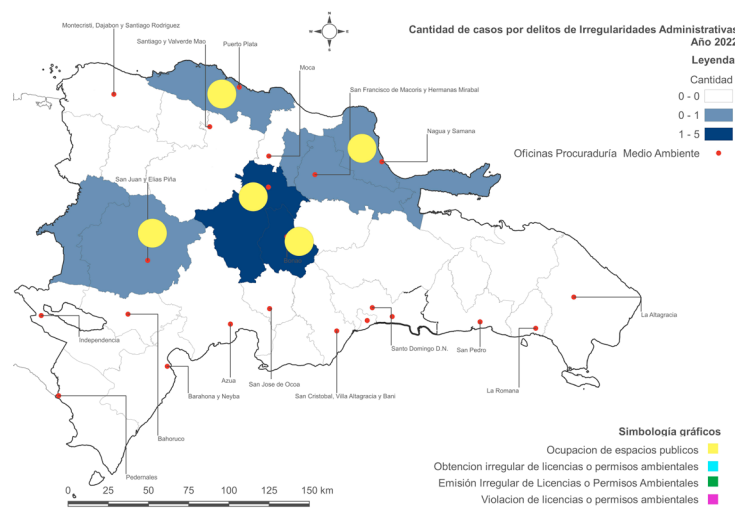 Cantidad de casos por delitos de Irregularidades Administrativas
Año 2022
Leyenda
Cantidad
0 - 0
0 - 1
1 - 5
Oficinas Procuraduría Medio Ambiente
Montecristi, Dajabon y Santiago Rodriguez
Santiago y Valverde Mao
Puerto Plata
Moca
San Francisco de Macoris y Hermanas Mirabal
Nagua y Samana
San Juan y Elias Piña
N
W
E
S
La Altagracia
Independencia
Santo Domingo D.N.
San Pedro
La Romana
Azua
San Jose de Ocoa
Barahona y Neyba
San Cristobal, Villa Altagracia y Bani
Bahoruco
Pedernales
0 25 50 75 100 125 150 km
Simbología gráficos
Ocupacion de espacios publicos
Obtencion irregular de licencias o permisos ambientales
Emisión Irregular de Licencias o Permisos Ambientales
Violacion de licencias o permisos ambientales